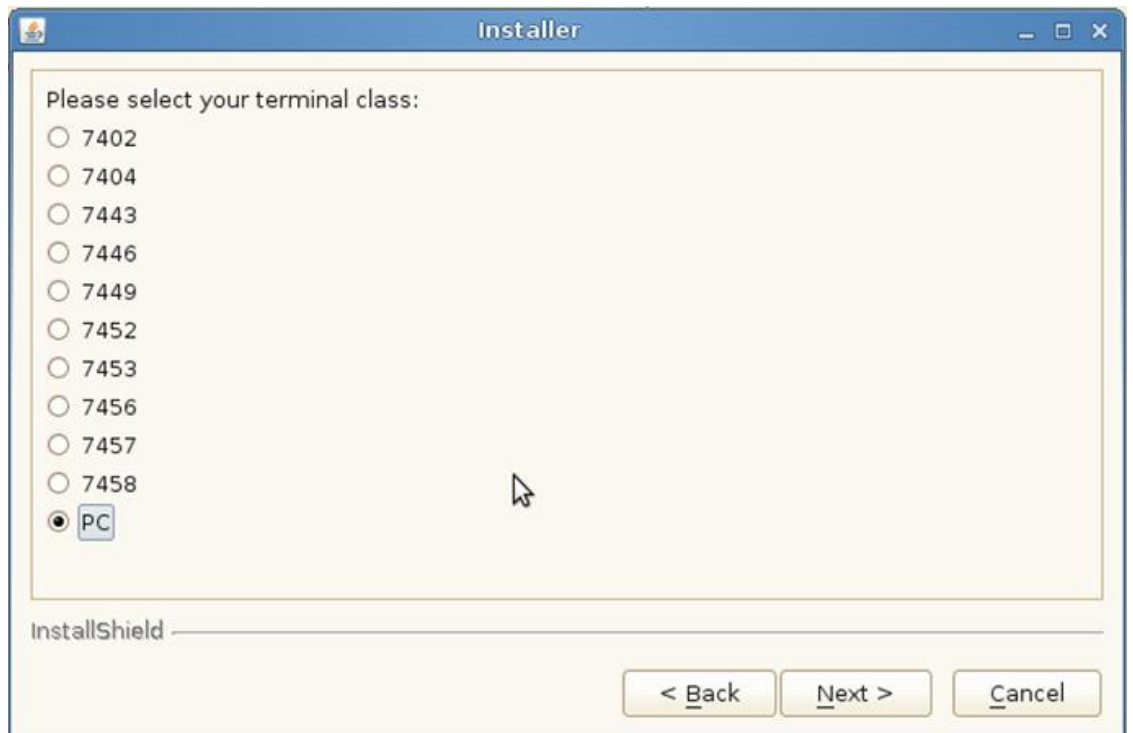 Installer
Please select your terminal class:
7402
7404
7443
7446
7449
7452
7453
7456
7457
7458
PC
InstallShield
< Back Next > Cancel